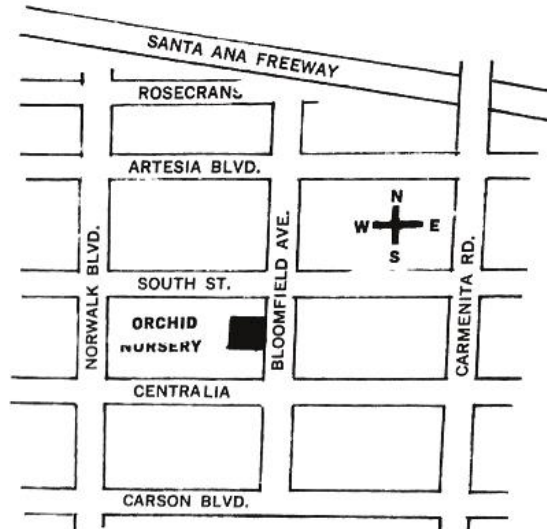 SANTA ANA FREEWAY
ROSECRANS
ARTESIA BLVD.
N
W E
S
NORWALK BLVD.
BLOOMFIELD AVE.
CARMENITA RD.
SOUTH ST.
ORCHID
NURSERY
CENTRALIA
CARSON BLVD.